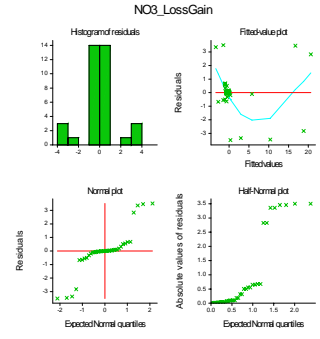 NO3_LossGain
Histogram of residuals
14
12
10
8
6
4
2
0
-4 -2 0 2 4
Fitted-value plot
Residuals
3
2
1
0
-1
-2
-3
0 5 10 15 20
Fitted values
Normal plot
Residuals
3
2
1
0
-1
-2
-3
-2 -1 0 1 2
Expected Normal quantiles
Half-Normal plot
Absolute values of residuals
3.5
3.0
2.5
2.0
1.5
1.0
0.5
0.0
0.0 0.5 1.0 1.5 2.0
Expected Normal quantiles